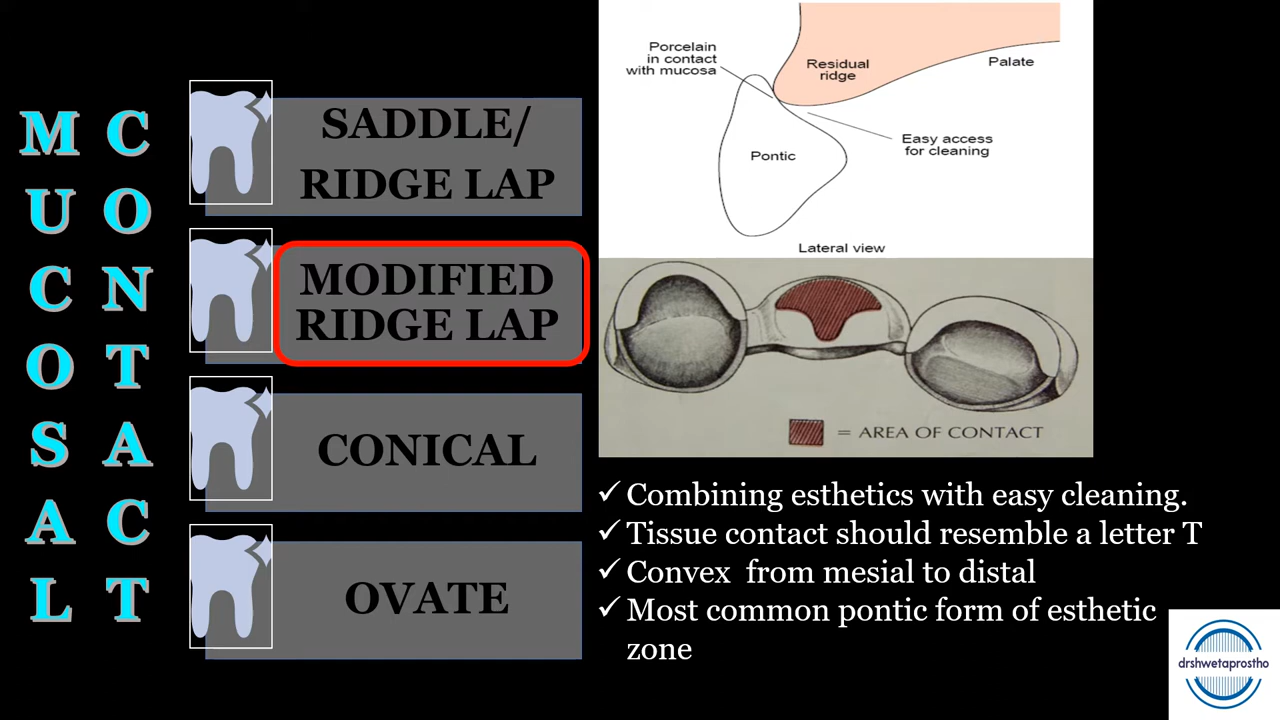 MUCOSAL
CONTACT
SADDLE/
RIDGE LAP
MODIFIED
RIDGE LAP
CONICAL
OVATE
Porcelain
in contact
with mucosa
Residual
ridge
Palate
Easy access
for cleaning
Pontic
Lateral view
= AREA OF CONTACT
✓ Combining esthetics with easy cleaning.
✓ Tissue contact should resemble a letter T
✓ Convex from mesial to distal
✓ Most common pontic form of esthetic
zone
drshwetaprostho